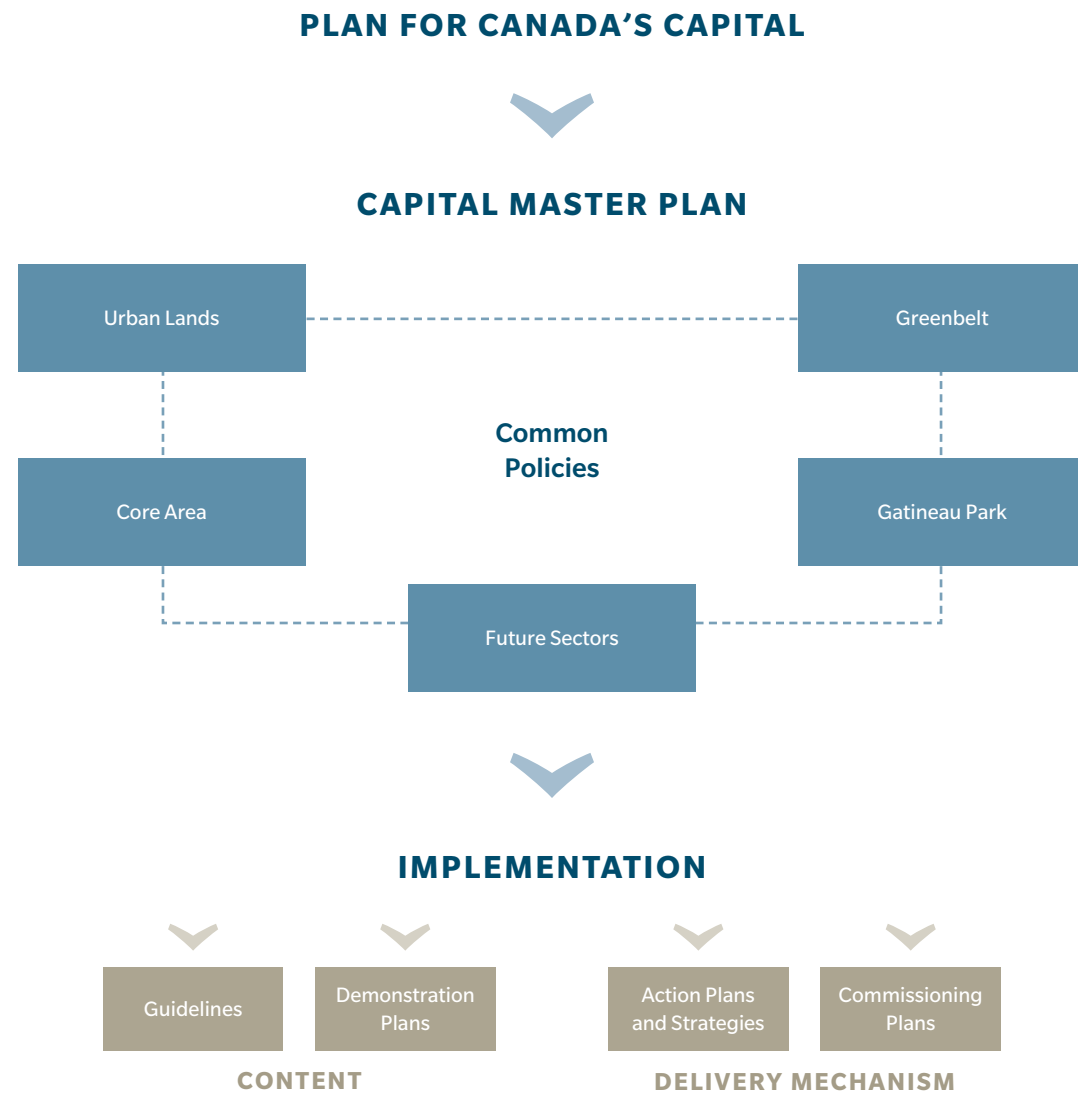 PLAN FOR CANADA’S CAPITAL
CAPITAL MASTER PLAN
Urban Lands
Greenbelt
Common
Policies
Core Area
Gatineau Park
Future Sectors
IMPLEMENTATION
Guidelines
Demonstration
Plans
Action Plans
and Strategies
Commissioning
Plans
CONTENT
DELIVERY MECHANISM